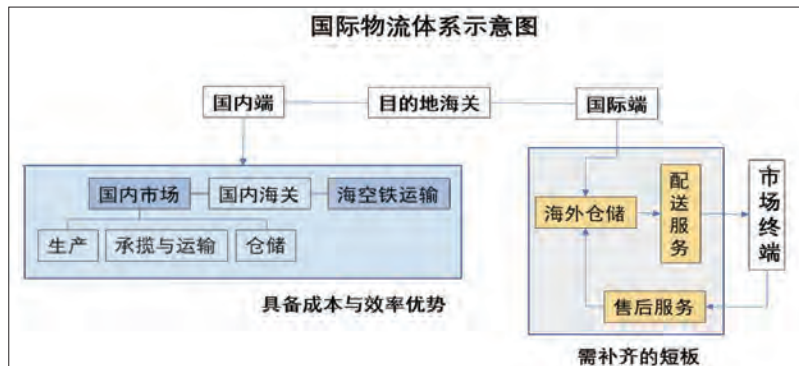 国际物流体系示意图
国内端
目的地海关
国际端
国内市场
国内海关
海空铁运输
生产
承揽与运输
仓储
具备成本与效率优势
海外仓储
配送服务
市场终端
售后服务
需补齐的短板